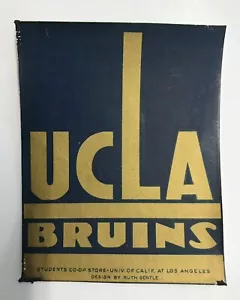 UCLA
BRUINS
STUDENTS CO-OP STORE • UNIV. OF CALIF. AT LOS ANGELES
DESIGN BY RUTH GENTLE